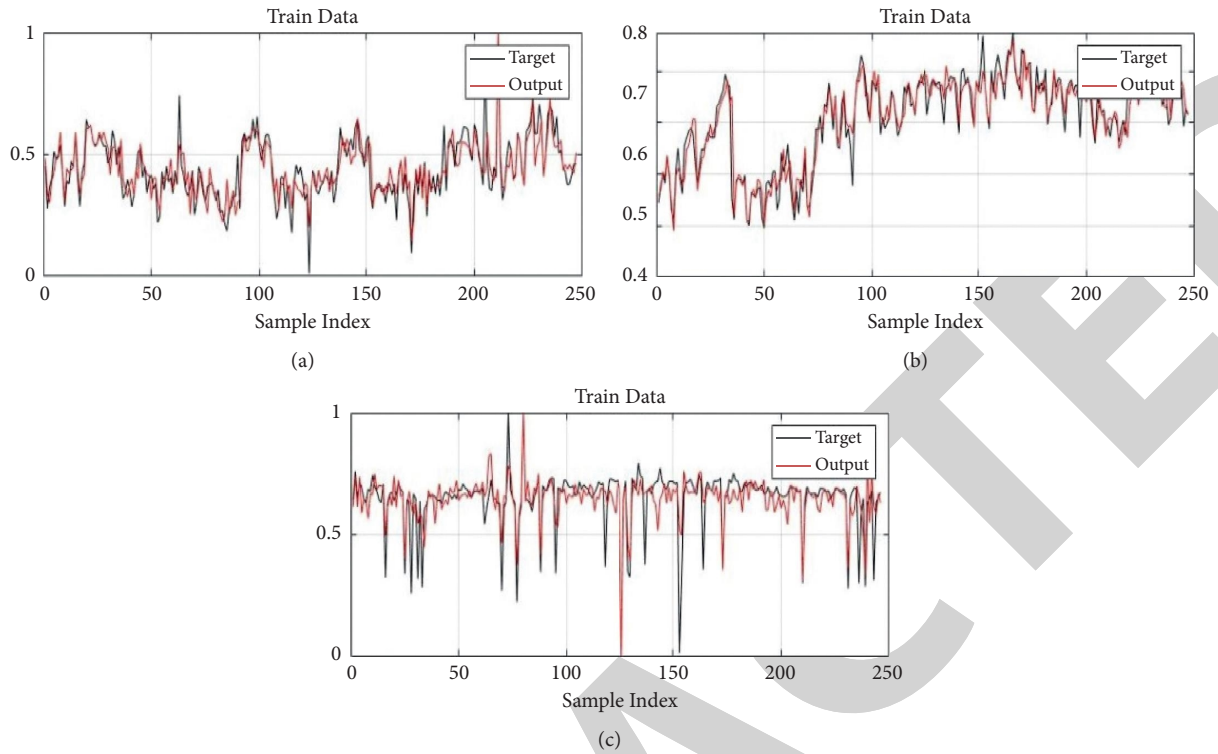 Train Data
1
Target
Output
0.5
0
0 50 100 150 200 250
Sample Index
(a)
Train Data
0.8
Target
Output
0.7
0.6
0.5
0.4
0 50 100 150 200 250
Sample Index
(b)
Train Data
1
Target
Output
0.5
0
0 50 100 150 200 250
Sample Index
(c)
ACTE